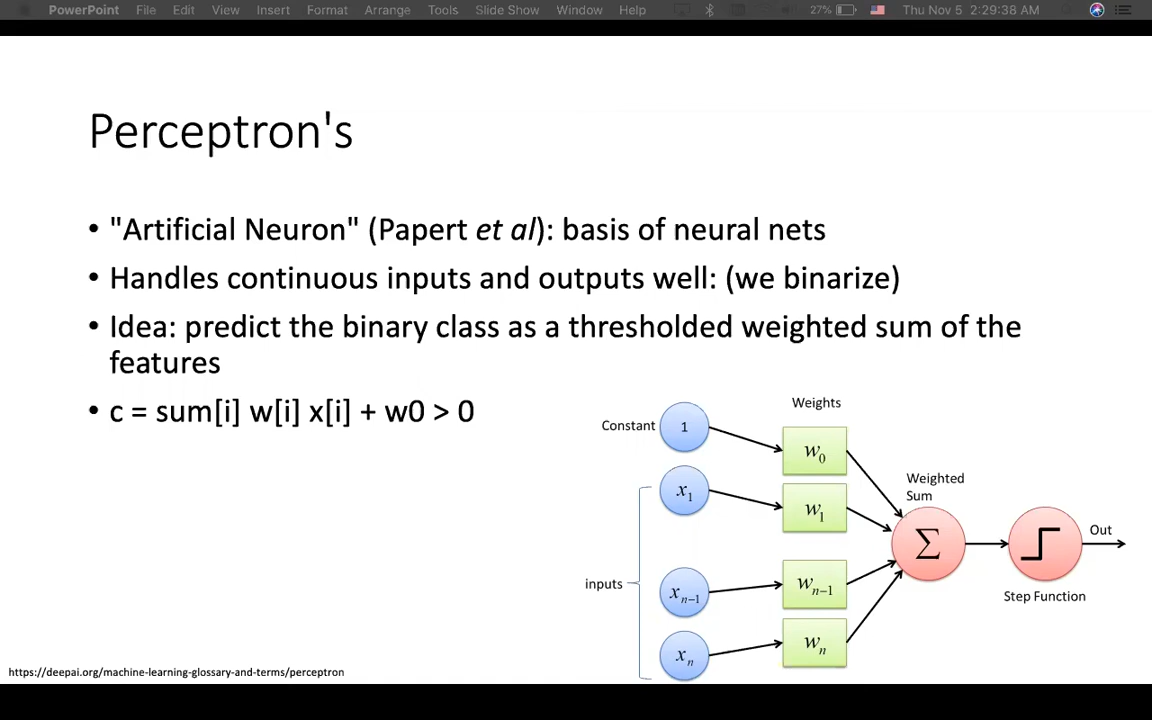 PowerPoint File Edit View Insert Format Arrange Tools Slide Show Window Help 27% Thu Nov 5 2:29:38 AM
Perceptron's
• "Artificial Neuron" (Papert et al): basis of neural nets
• Handles continuous inputs and outputs well: (we binarize)
• Idea: predict the binary class as a thresholded weighted sum of the
features
• c = sum[i] w[i] x[i] + w0 > 0
Weights
Constant 1
w0
x1
w1
Weighted
Sum
Σ
Out
inputs
xn−1
wn−1
Step Function
xn
wn
https://deepai.org/machine-learning-glossary-and-terms/perceptron